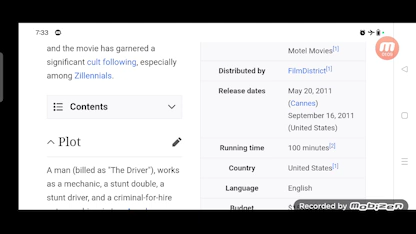 7:33
and the movie has garnered a
significant cult following, especially
among Zillennials.
Contents
Plot
A man (billed as "The Driver"), works
as a mechanic, a stunt double, a
stunt driver, and a criminal-for-hire
Motel Movies[1]
Distributed by FilmDistrict[1]
Release dates May 20, 2011
(Cannes)
September 16, 2011
(United States)
Running time 100 minutes[2]
Country United States[1]
Language English
Budget
Recorded by Mobizen